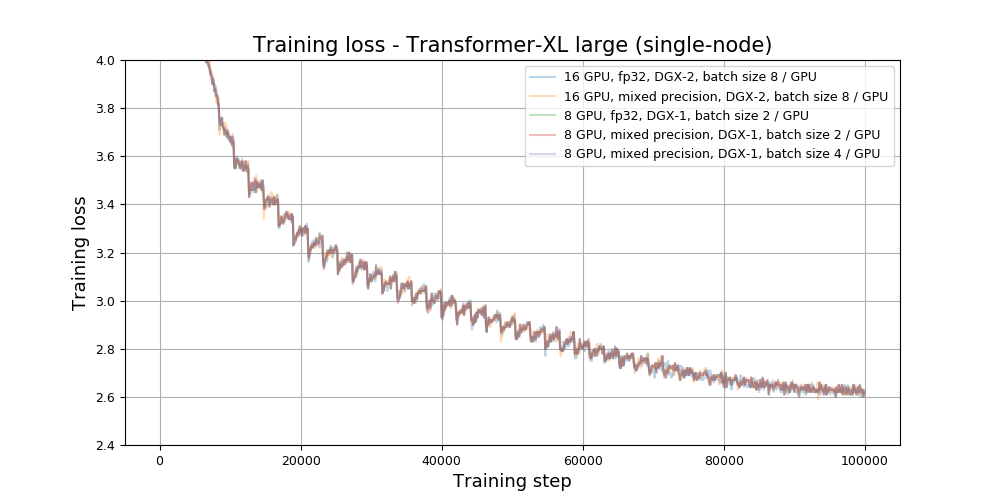 Training loss - Transformer-XL large (single-node)
4.0
3.8
3.6
3.4
3.2
3.0
2.8
2.6
2.4
Training loss
16 GPU, fp32, DGX-2, batch size 8 / GPU
16 GPU, mixed precision, DGX-2, batch size 8 / GPU
8 GPU, fp32, DGX-1, batch size 2 / GPU
8 GPU, mixed precision, DGX-1, batch size 2 / GPU
8 GPU, mixed precision, DGX-1, batch size 4 / GPU
0 20000 40000 60000 80000 100000
Training step